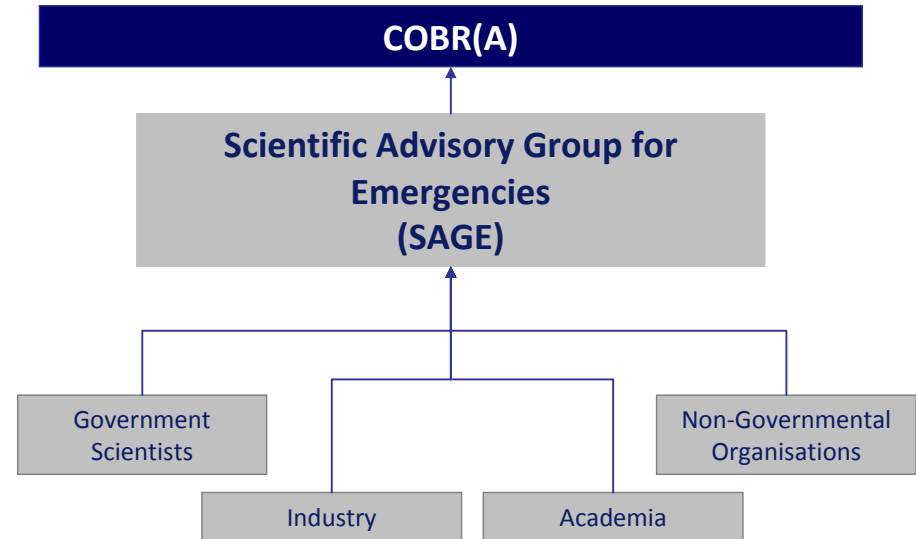 COBR(A)
Scientific Advisory Group for
Emergencies
(SAGE)
Government
Scientists
Non-Governmental
Organisations
Industry
Academia